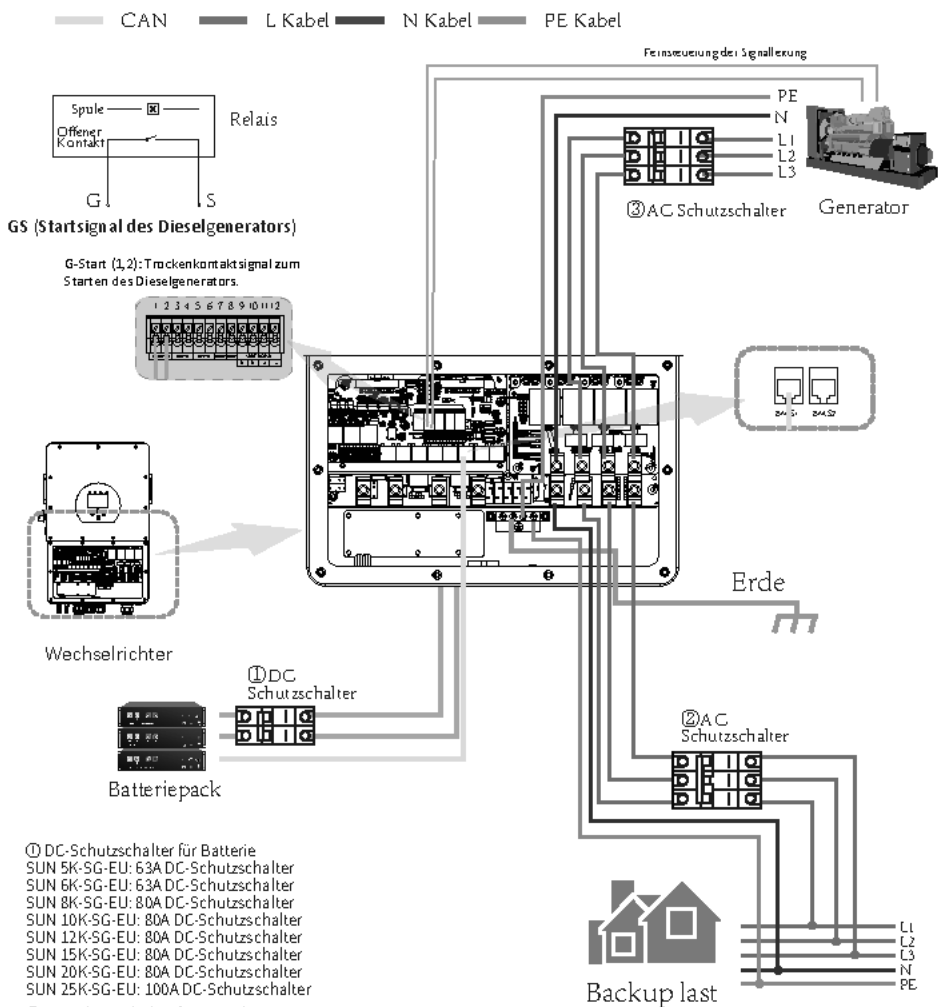 CAN L Kabel N Kabel PE Kabel
Fernsteuerung der Signalleitung
Spule
Offener
Kontakt
Relais
G S
GS (Startsignal des Dieselgenerators)
PE
N
L1
L2
L3
③AC Schutzschalter
Generator
G-Start (1,2): Trockenkontaktsignal zum
Starten des Dieselgenerators.
1 2 3 4 5 6 7 8 9 10 11 12
Erde
Wechselrichter
①DC
Schutzschalter
Batteriepack
②AC
Schutzschalter
① DC-Schutzschalter für Batterie
SUN 5K-SG-EU: 63A DC-Schutzschalter
SUN 6K-SG-EU: 63A DC-Schutzschalter
SUN 8K-SG-EU: 80A DC-Schutzschalter
SUN 10K-SG-EU: 80A DC-Schutzschalter
SUN 12K-SG-EU: 80A DC-Schutzschalter
SUN 15K-SG-EU: 80A DC-Schutzschalter
SUN 20K-SG-EU: 80A DC-Schutzschalter
SUN 25K-SG-EU: 100A DC-Schutzschalter
Backup last
L1
L2
L3
N
PE